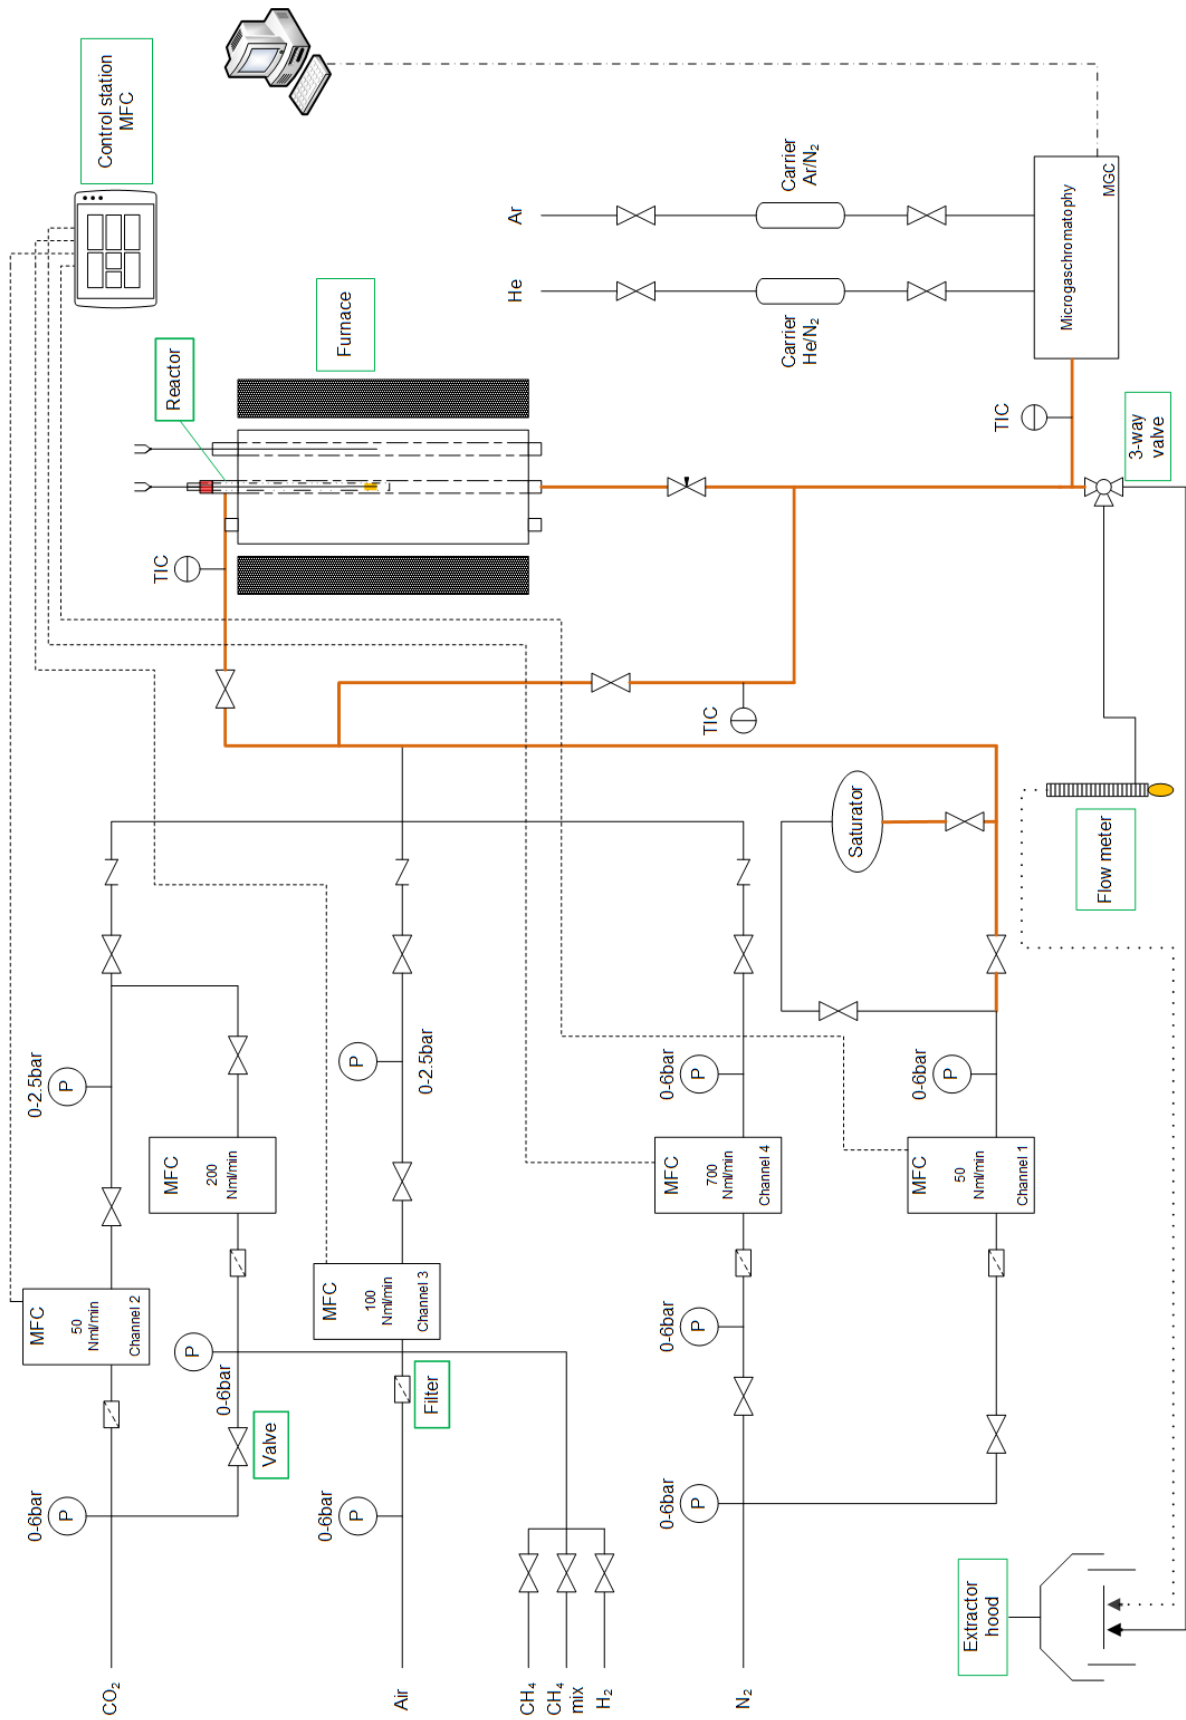 Control station
MFC
Reactor
Furnace
Ar
He
Carrier
Ar/N₂
Carrier
He/N₂
Microgaschromatophy
MGC
TIC
3-way
valve
TIC
TIC
Saturator
Flow meter
0-2.5bar
P
MFC
200
Nml/min
MFC
50
Nml/min
Channel 2
P
0-6bar
Valve
0-6bar
P
CO₂
P
0-2.5bar
MFC
100
Nml/min
Channel 3
Filter
0-6bar
P
Air
CH₄
CH₄
mix
H₂
0-6bar
P
MFC
700
Nml/min
Channel 4
0-6bar
P
0-6bar
P
N₂
0-6bar
P
MFC
50
Nml/min
Channel 1
Extractor
hood